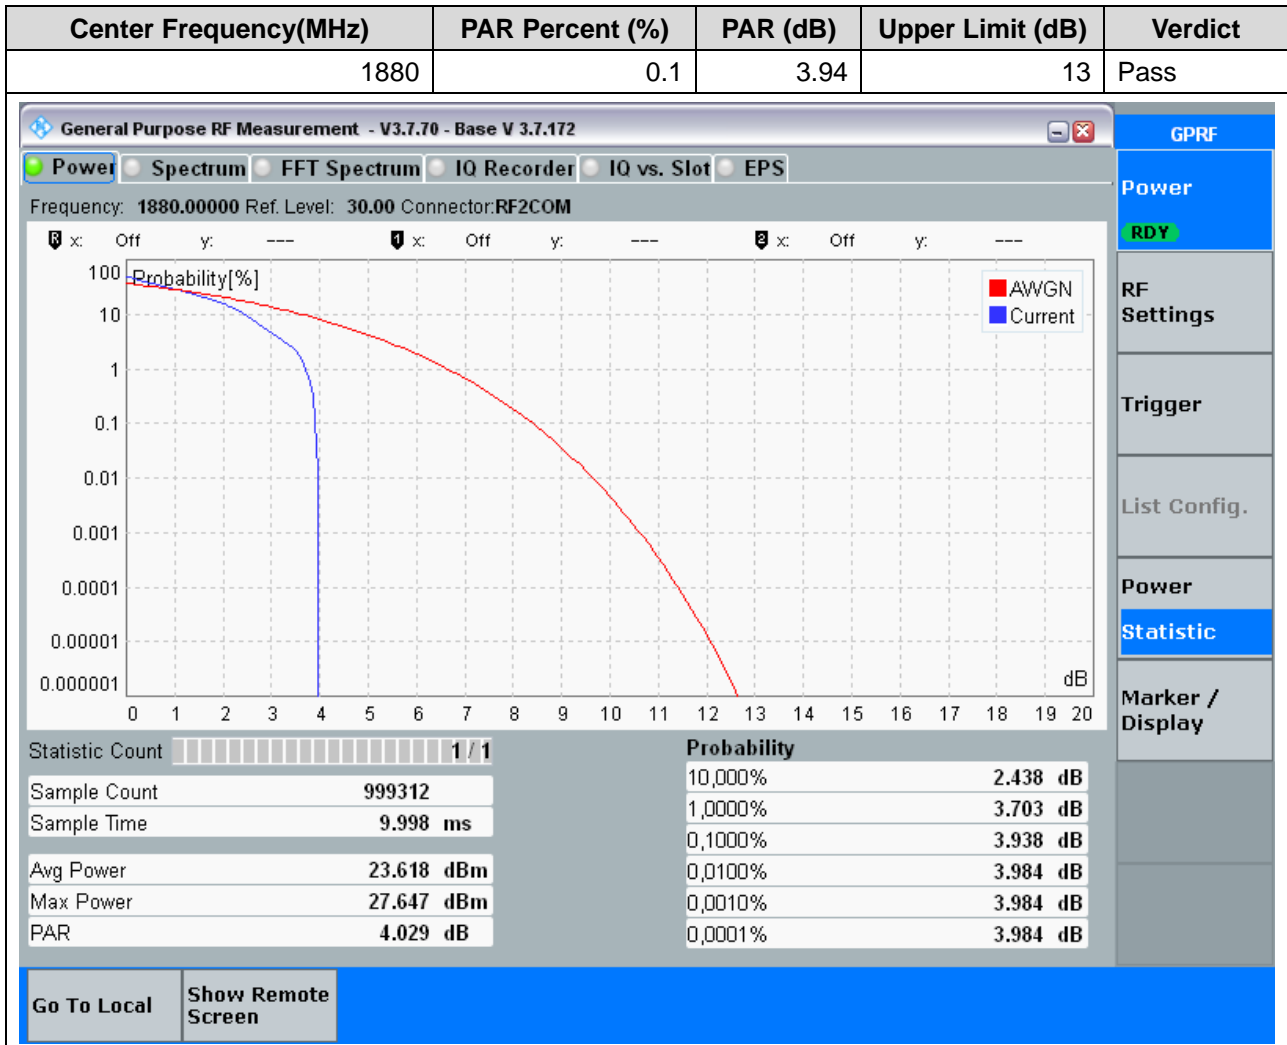 Center Frequency(MHz) PAR Percent (%) PAR (dB) Upper Limit (dB) Verdict
1880 0.1 3.94 13 Pass
General Purpose RF Measurement - V3.7.70 - Base V 3.7.172
Power Spectrum FFT Spectrum IQ Recorder IQ vs. Slot EPS
Frequency: 1880.00000 Ref. Level: 30.00 Connector:RF2COM
R x: Off y: --- 1 x: Off y: --- 2 x: Off y: ---
Probability[%]
AWGN
Current
100
10
1
0.1
0.01
0.001
0.0001
0.00001
0.000001
dB
0 1 2 3 4 5 6 7 8 9 10 11 12 13 14 15 16 17 18 19 20
Statistic Count 1 / 1
Sample Count 999312
Sample Time 9.998 ms
Avg Power 23.618 dBm
Max Power 27.647 dBm
PAR 4.029 dB
Probability
10,000% 2.438 dB
1,0000% 3.703 dB
0,1000% 3.938 dB
0,0100% 3.984 dB
0,0010% 3.984 dB
0,0001% 3.984 dB
GPRF
Power
RDY
RF
Settings
Trigger
List Config.
Power
Statistic
Marker /
Display
Go To Local
Show Remote
Screen